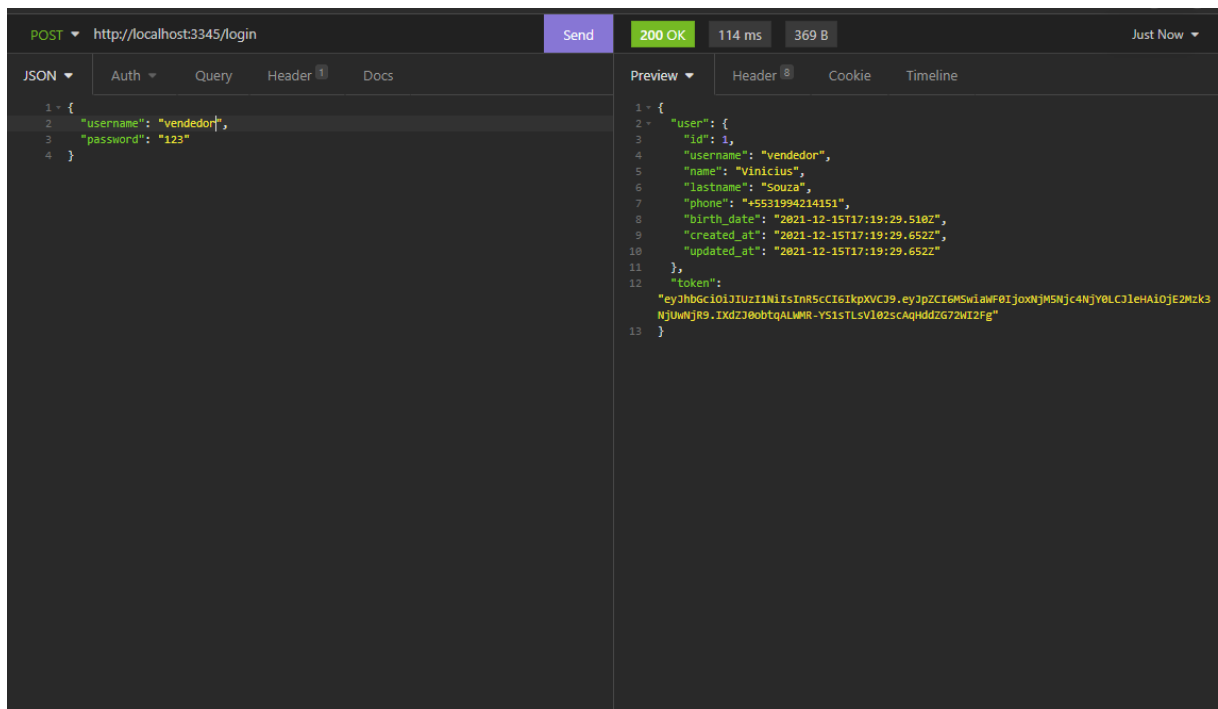 POST http://localhost:3345/login Send 200 OK 114 ms 369 B Just Now
JSON Auth Query Header 1 Docs
1 {
2 "username": "vendedor",
3 "password": "123"
4 }
Preview Header 8 Cookie Timeline
1 {
2 "user": {
3 "id": 1,
4 "username": "vendedor",
5 "name": "Vinicius",
6 "lastname": "Souza",
7 "phone": "+5531994214151",
8 "birth_date": "2021-12-15T17:19:29.510Z",
9 "created_at": "2021-12-15T17:19:29.652Z",
10 "updated_at": "2021-12-15T17:19:29.652Z"
11 },
12 "token":
"eyJhbGciOiJIUzI1NiIsInR5cCI6IkpXVCJ9.eyJpZCI6MSwiaWF0IjoxNjM5Njc4NjY0LCJleHAiOjE2Mzk3
NjUwNjR9.IXdZJ0obtqALWMR-YS1sTLsVl02scAqHddZG72WI2Fg"
13 }